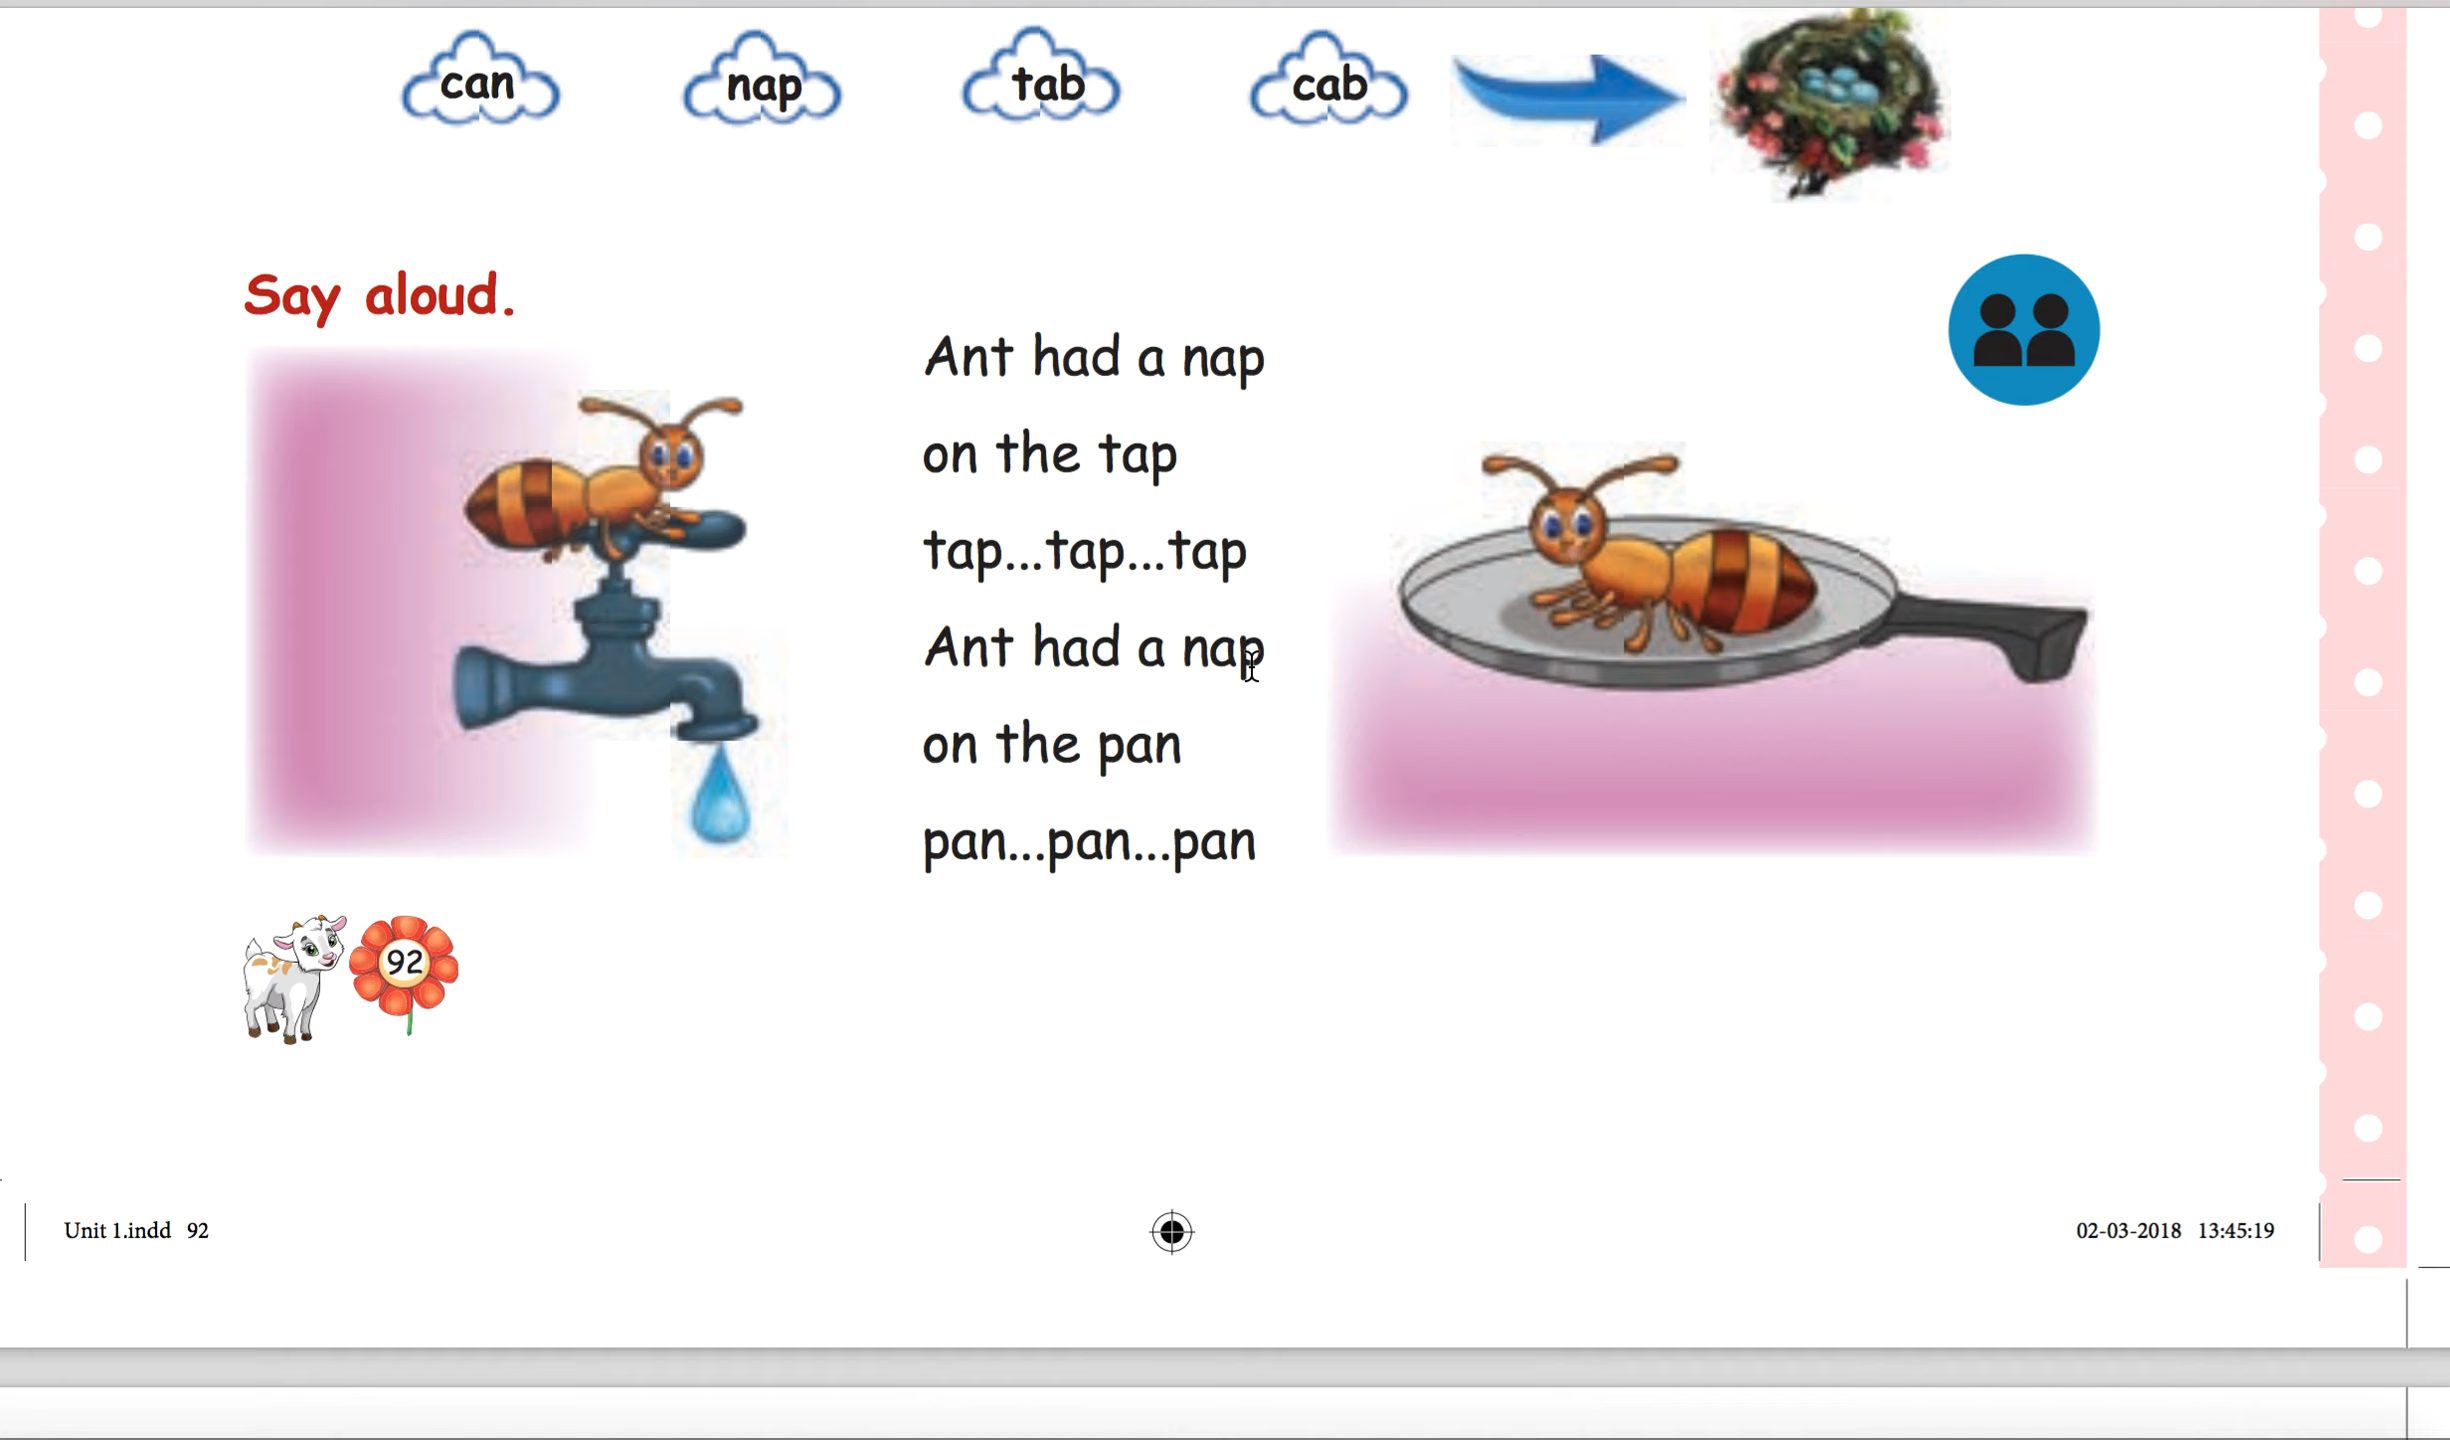 can nap tab cab
Say aloud.
Ant had a nap
on the tap
tap...tap...tap
Ant had a nap
on the pan
pan...pan...pan
92
Unit 1.indd 92 02-03-2018 13:45:19